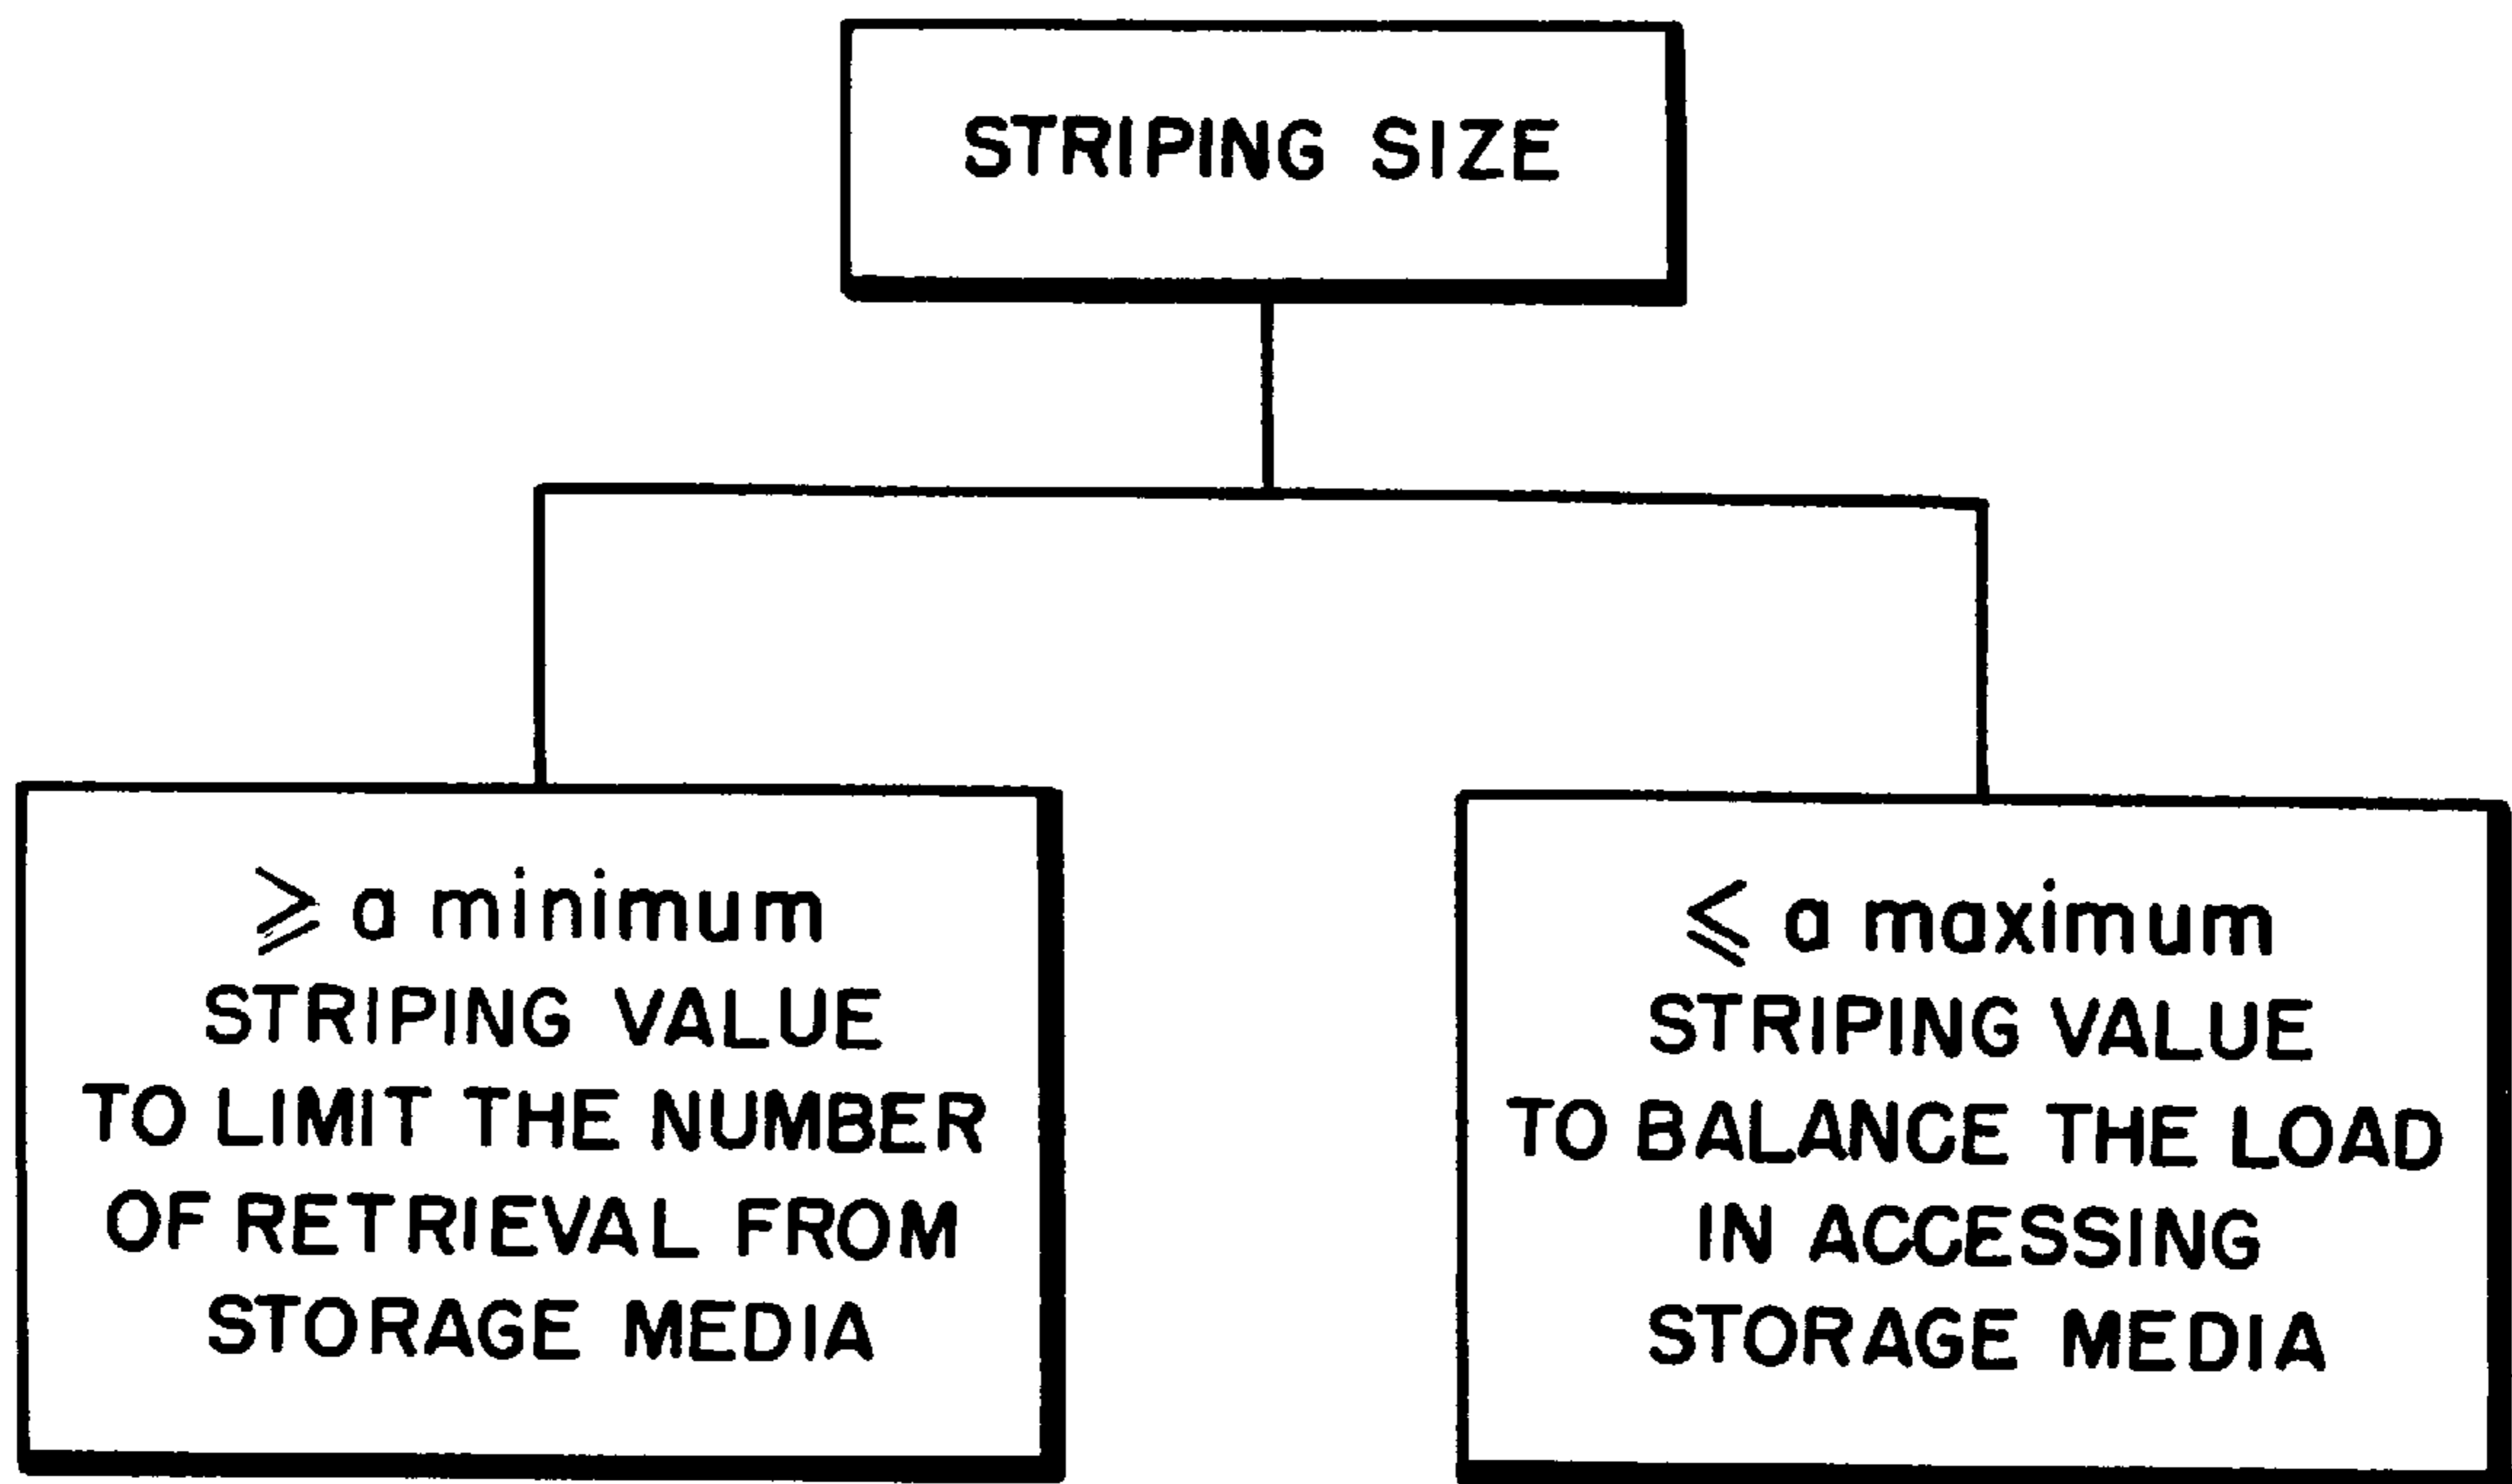 STRIPING SIZE
⩾ a minimum
STRIPING VALUE
TO LIMIT THE NUMBER
OF RETRIEVAL FROM
STORAGE MEDIA
⩽ a maximum
STRIPING VALUE
TO BALANCE THE LOAD
IN ACCESSING
STORAGE MEDIA